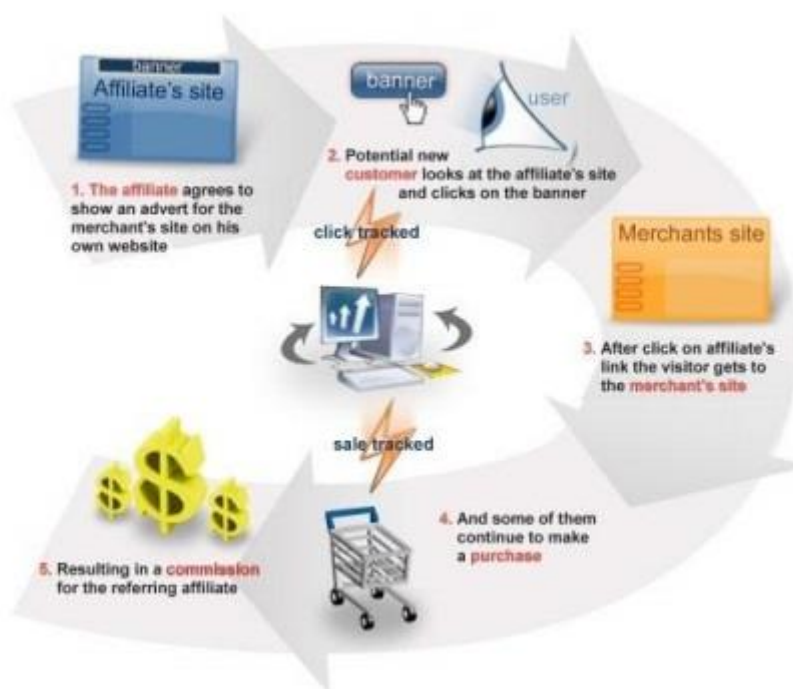 banner
Affiliate's site
1. The affiliate agrees to
show an advert for the
merchant's site on his
own website
banner
user
2. Potential new
customer looks at the affiliate's site
and clicks on the banner
click tracked
Merchants site
3. After click on affiliate's
link the visitor gets to
the merchant's site
sale tracked
4. And some of them
continue to make
a purchase
5. Resulting in a commission
for the referring affiliate